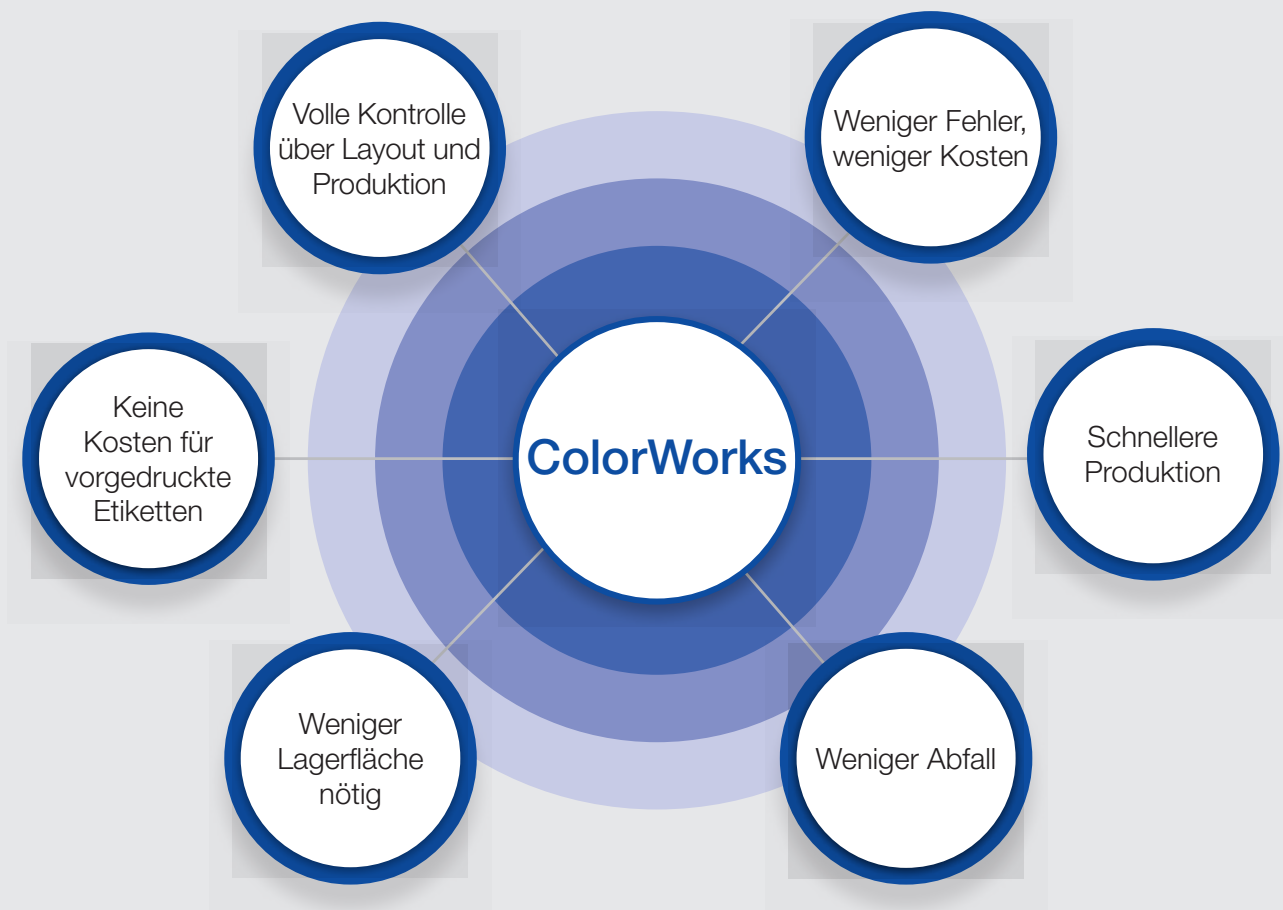 Volle Kontrolle
über Layout und
Produktion
Weniger Fehler,
weniger Kosten
Keine
Kosten für
vorgedruckte
Etiketten
ColorWorks
Schnellere
Produktion
Weniger
Lagerfläche
nötig
Weniger Abfall